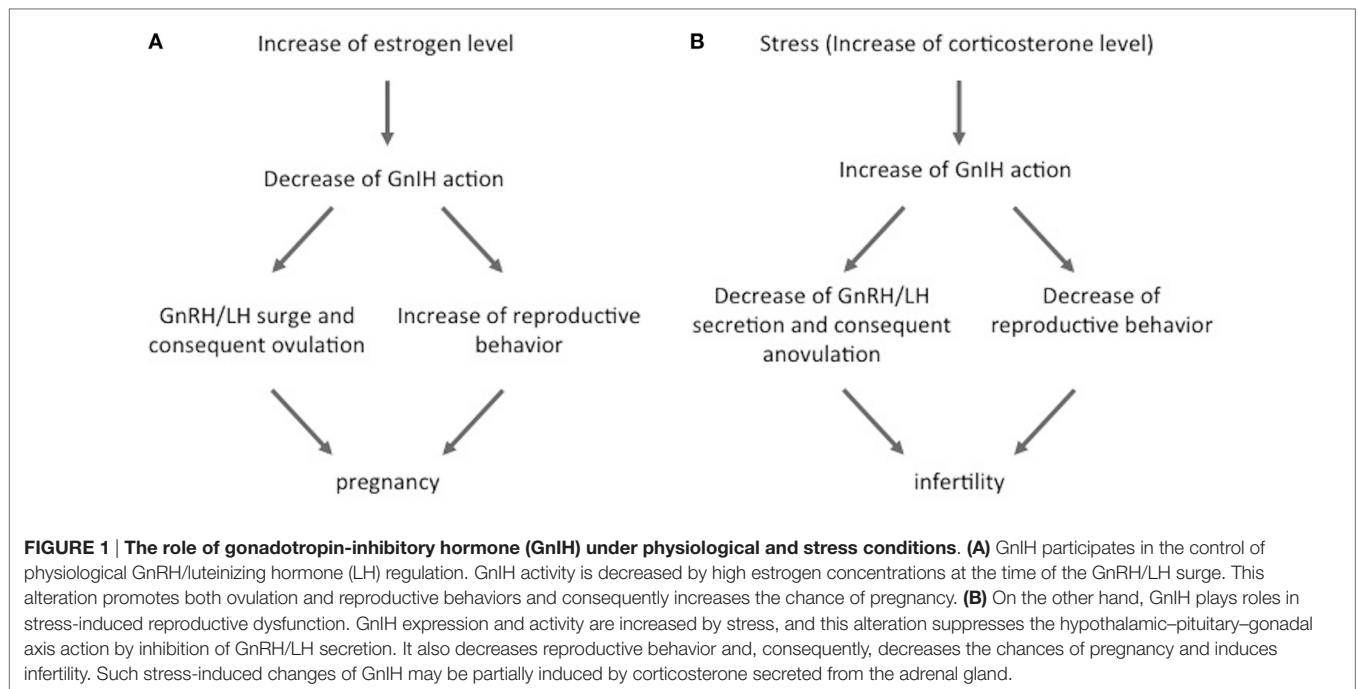 A
Increase of estrogen level
Decrease of GnIH action
GnRH/LH surge and
consequent ovulation
Increase of reproductive
behavior
pregnancy
B
Stress (Increase of corticosterone level)
Increase of GnIH action
Decrease of GnRH/LH
secretion and consequent
anovulation
Decrease of
reproductive behavior
infertility
FIGURE 1 | The role of gonadotropin-inhibitory hormone (GnIH) under physiological and stress conditions. (A) GnIH participates in the control of
physiological GnRH/luteinizing hormone (LH) regulation. GnIH activity is decreased by high estrogen concentrations at the time of the GnRH/LH surge. This
alteration promotes both ovulation and reproductive behaviors and consequently increases the chance of pregnancy. (B) On the other hand, GnIH plays roles in
stress-induced reproductive dysfunction. GnIH expression and activity are increased by stress, and this alteration suppresses the hypothalamic–pituitary–gonadal
axis action by inhibition of GnRH/LH secretion. It also decreases reproductive behavior and, consequently, decreases the chances of pregnancy and induces
infertility. Such stress-induced changes of GnIH may be partially induced by corticosterone secreted from the adrenal gland.